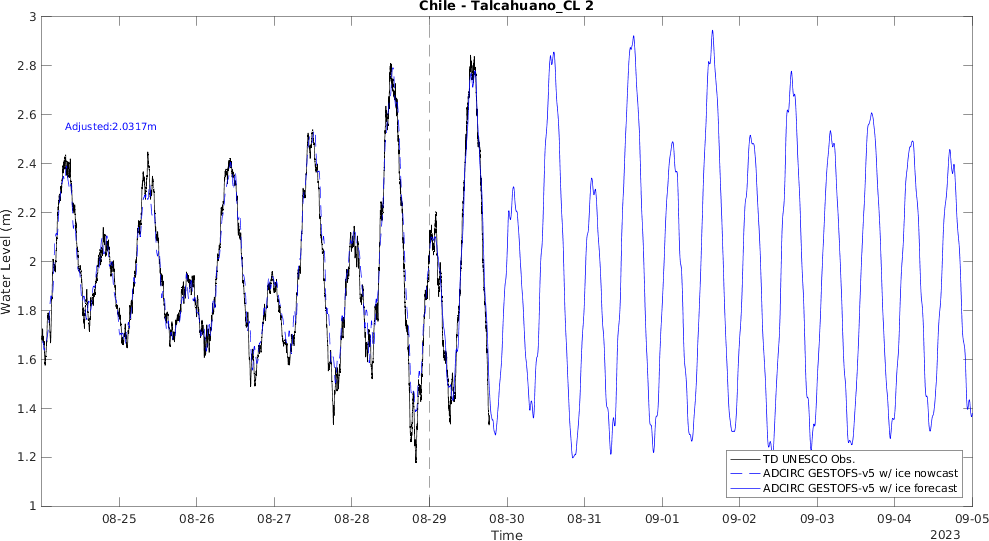 Chile - Talcahuano_CL 2
3
2.8
2.6
2.4
2.2
2
1.8
1.6
1.4
1.2
1
Water Level (m)
Adjusted:2.0317m
TD UNESCO Obs.
ADCIRC GESTOFS-v5 w/ ice nowcast
ADCIRC GESTOFS-v5 w/ ice forecast
08-25 08-26 08-27 08-28 08-29 08-30 08-31 09-01 09-02 09-03 09-04 09-05
Time
2023